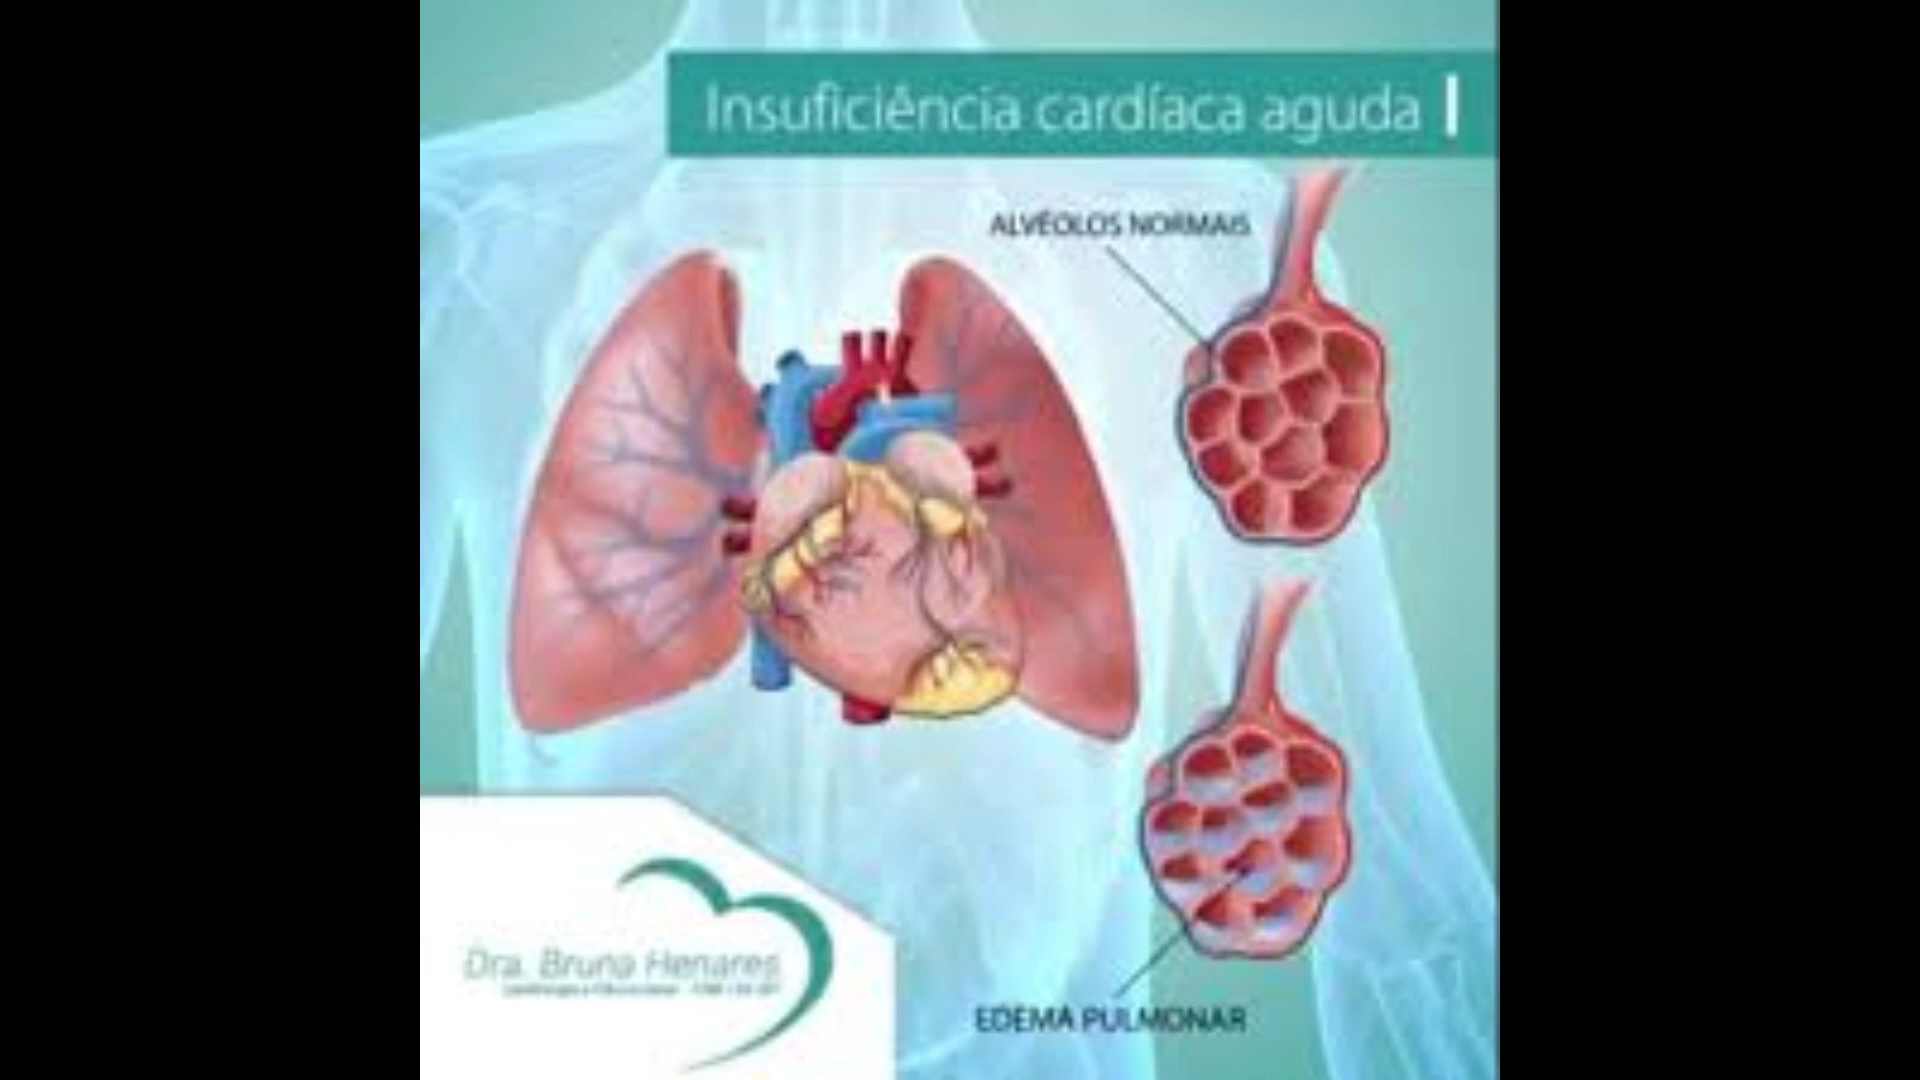 Insuficiência cardíaca aguda
ALVÉOLOS NORMAIS
Dra. Bruna Henares
EDEMA PULMONAR